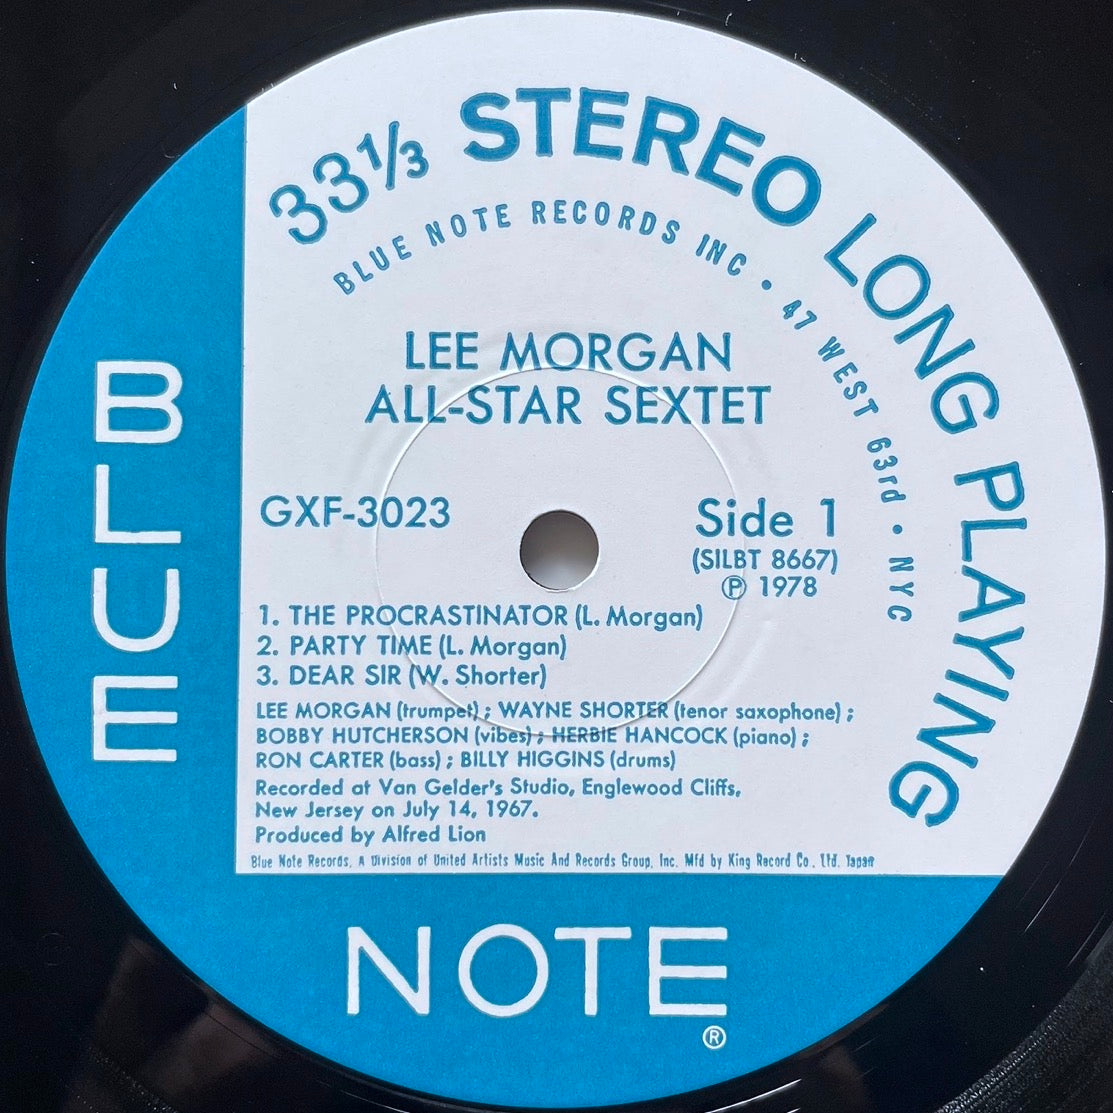 33⅓ STEREO LONG PLAYING
BLUE NOTE RECORDS INC • 47 WEST 63rd • NYC
LEE MORGAN
ALL-STAR SEXTET
GXF-3023
Side 1
(SILBT 8667)
Ⓟ 1978
1. THE PROCRASTINATOR (L. Morgan)
2. PARTY TIME (L. Morgan)
3. DEAR SIR (W. Shorter)
LEE MORGAN (trumpet) ; WAYNE SHORTER (tenor saxophone) ;
BOBBY HUTCHERSON (vibes) ; HERBIE HANCOCK (piano) ;
RON CARTER (bass) ; BILLY HIGGINS (drums)
Recorded at Van Gelder's Studio, Englewood Cliffs,
New Jersey on July 14, 1967.
Produced by Alfred Lion
Blue Note Records, A Division of United Artists Music And Records Group, Inc. Mfd by King Record Co., Ltd. Japan
BLUE
NOTE
®